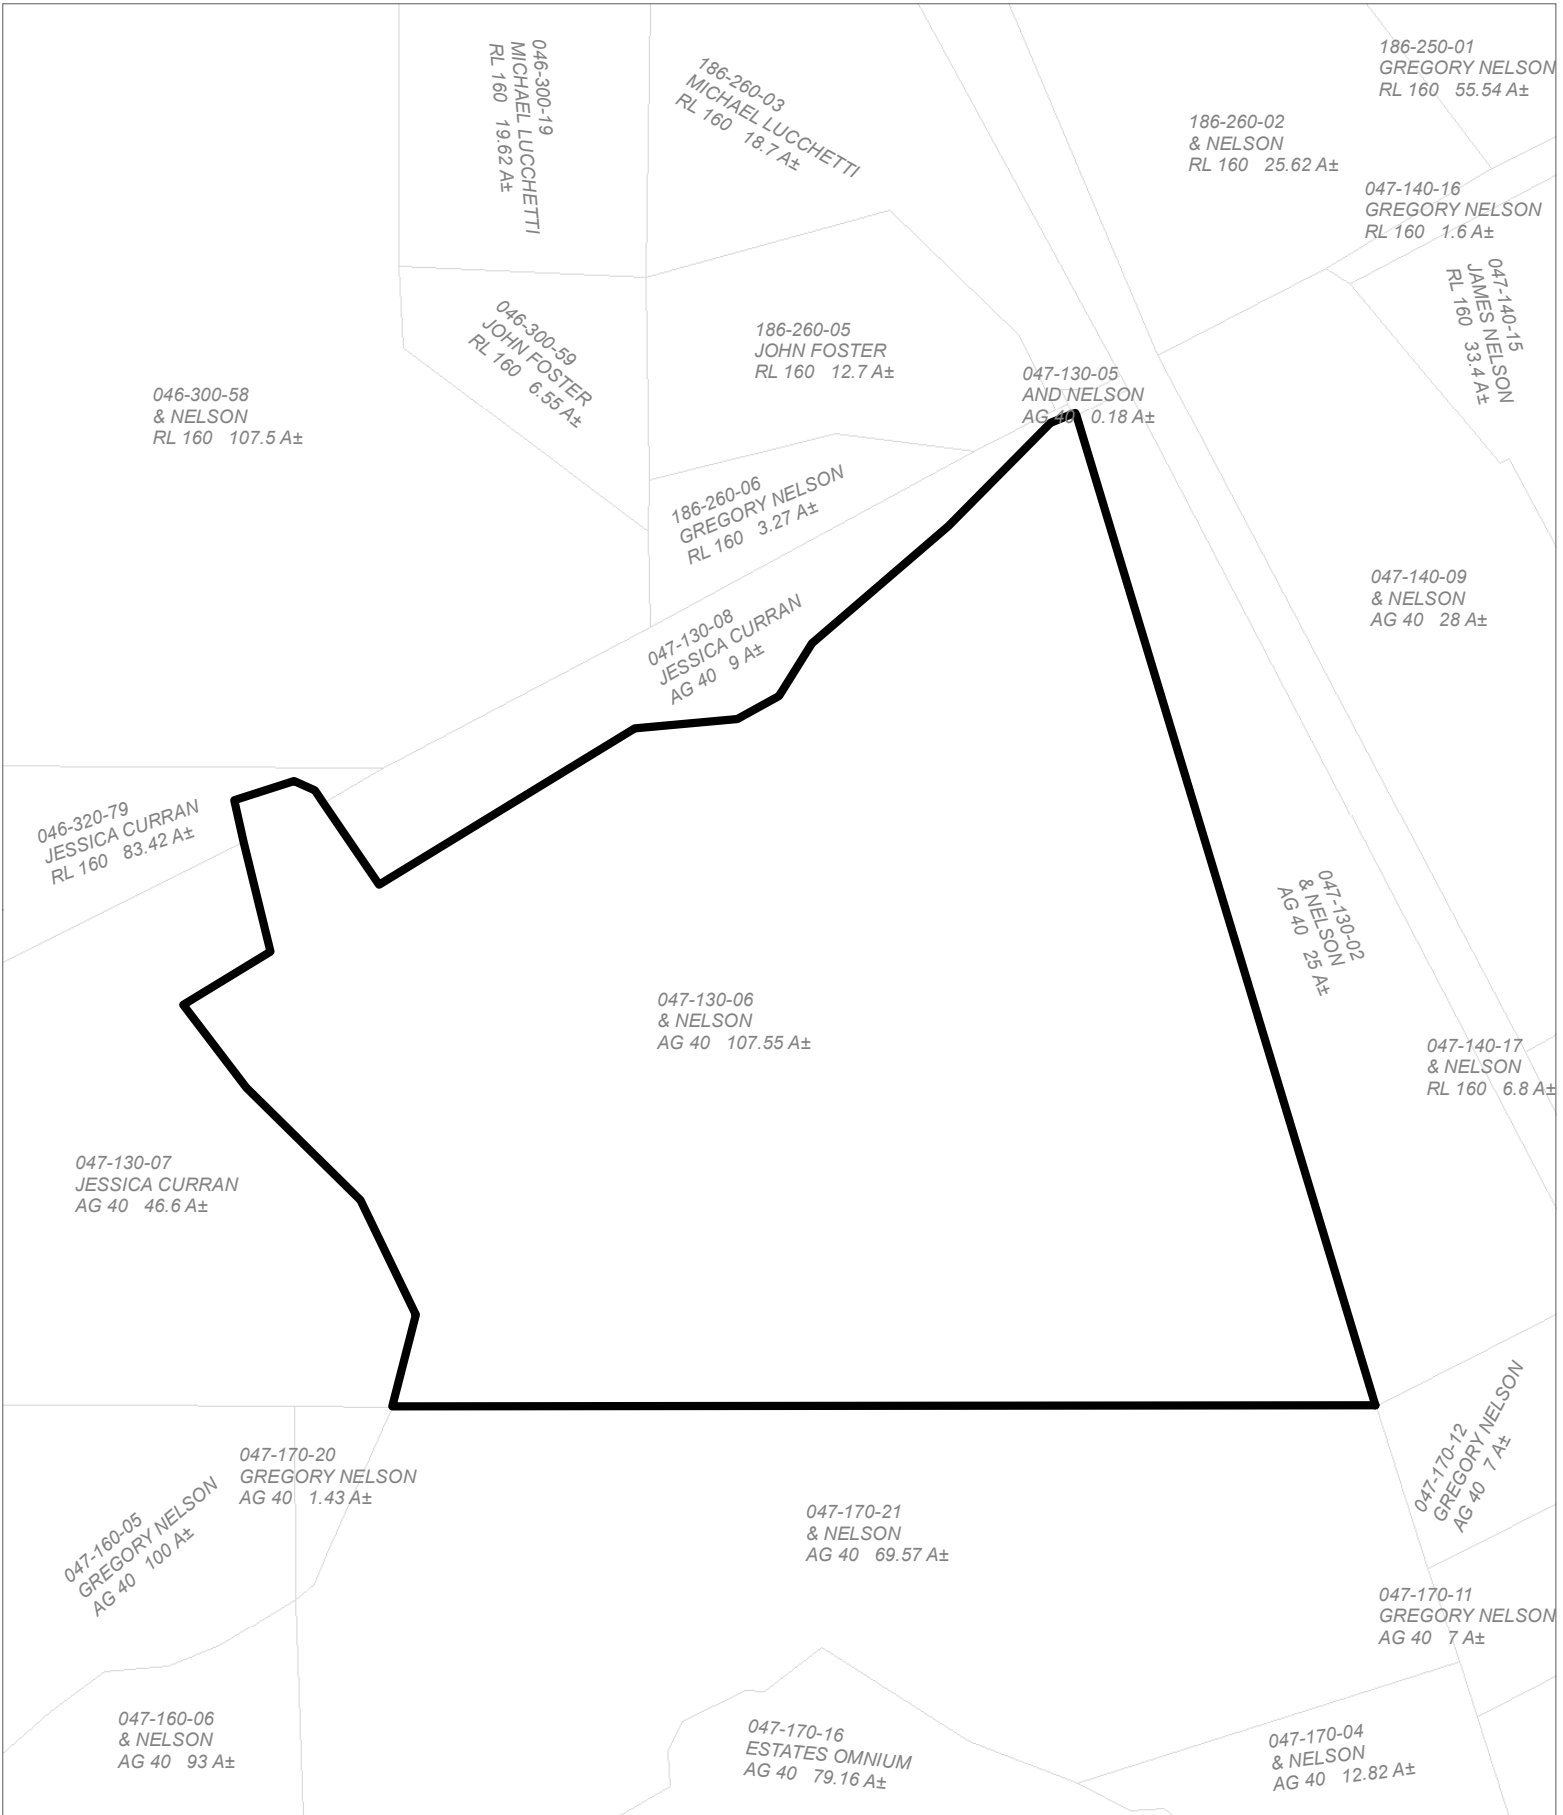 046-300-19
MICHAEL LUCCHETTI
RL 160 19.62 A±
186-260-03
MICHAEL LUCCHETTI
RL 160 18.7 A±
186-250-01
GREGORY NELSON
RL 160 55.54 A±
186-260-02
& NELSON
RL 160 25.62 A±
047-140-16
GREGORY NELSON
RL 160 1.6 A±
047-140-15
JAMES NELSON
RL 160 33.4 A±
046-300-59
JOHN FOSTER
RL 160 6.55 A±
186-260-05
JOHN FOSTER
RL 160 12.7 A±
047-130-05
AND NELSON
AG 40 0.18 A±
046-300-58
& NELSON
RL 160 107.5 A±
186-260-06
GREGORY NELSON
RL 160 3.27 A±
047-140-09
& NELSON
AG 40 28 A±
047-130-08
JESSICA CURRAN
AG 40 9 A±
046-320-79
JESSICA CURRAN
RL 160 83.42 A±
047-130-02
& NELSON
AG 40 25 A±
047-130-06
& NELSON
AG 40 107.55 A±
047-140-17
& NELSON
RL 160 6.8 A±
047-130-07
JESSICA CURRAN
AG 40 46.6 A±
047-170-12
GREGORY NELSON
AG 40 7 A±
047-170-20
GREGORY NELSON
AG 40 1.43 A±
047-160-05
GREGORY NELSON
AG 40 100 A±
047-170-21
& NELSON
AG 40 69.57 A±
047-170-11
GREGORY NELSON
AG 40 7 A±
047-160-06
& NELSON
AG 40 93 A±
047-170-16
ESTATES OMNIUM
AG 40 79.16 A±
047-170-04
& NELSON
AG 40 12.82 A±